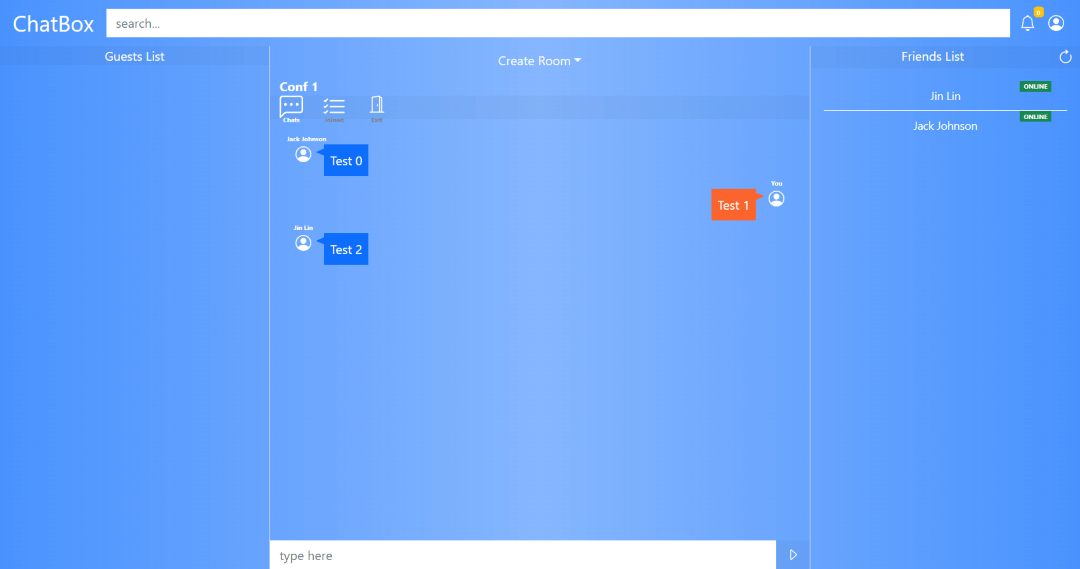 ChatBox
search...
Guests List
Create Room
Friends List
Conf 1
Chats
Exit
Jack Johnson
Test 0
You
Test 1
Jin Lin
Test 2
ONLINE
Jin Lin
ONLINE
Jack Johnson
type here